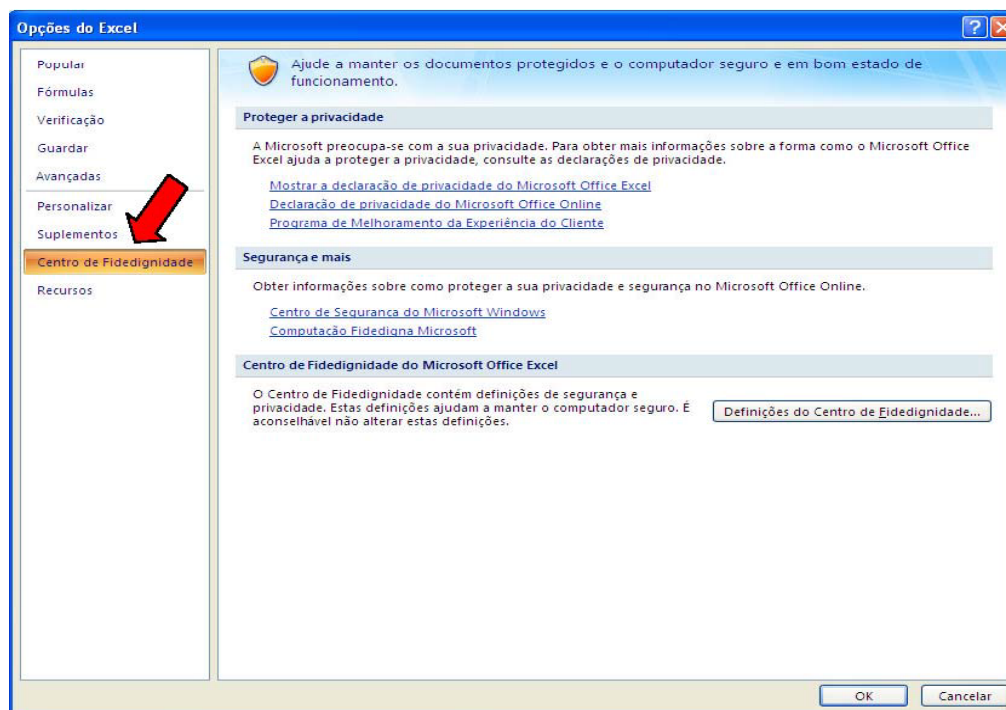 Opções do Excel
Popular
Fórmulas
Verificação
Guardar
Avançadas
Personalizar
Suplementos
Centro de Fidedignidade
Recursos
Ajude a manter os documentos protegidos e o computador seguro e em bom estado de
funcionamento.
Proteger a privacidade
A Microsoft preocupa-se com a sua privacidade. Para obter mais informações sobre a forma como o Microsoft Office
Excel ajuda a proteger a privacidade, consulte as declarações de privacidade.
Mostrar a declaração de privacidade do Microsoft Office Excel
Declaração de privacidade do Microsoft Office Online
Programa de Melhoramento da Experiência do Cliente
Segurança e mais
Obter informações sobre como proteger a sua privacidade e segurança no Microsoft Office Online.
Centro de Segurança do Microsoft Windows
Computação Fidedigna Microsoft
Centro de Fidedignidade do Microsoft Office Excel
O Centro de Fidedignidade contém definições de segurança e
privacidade. Estas definições ajudam a manter o computador seguro. É
aconselhável não alterar estas definições.
Definições do Centro de Fidedignidade...
OK
Cancelar